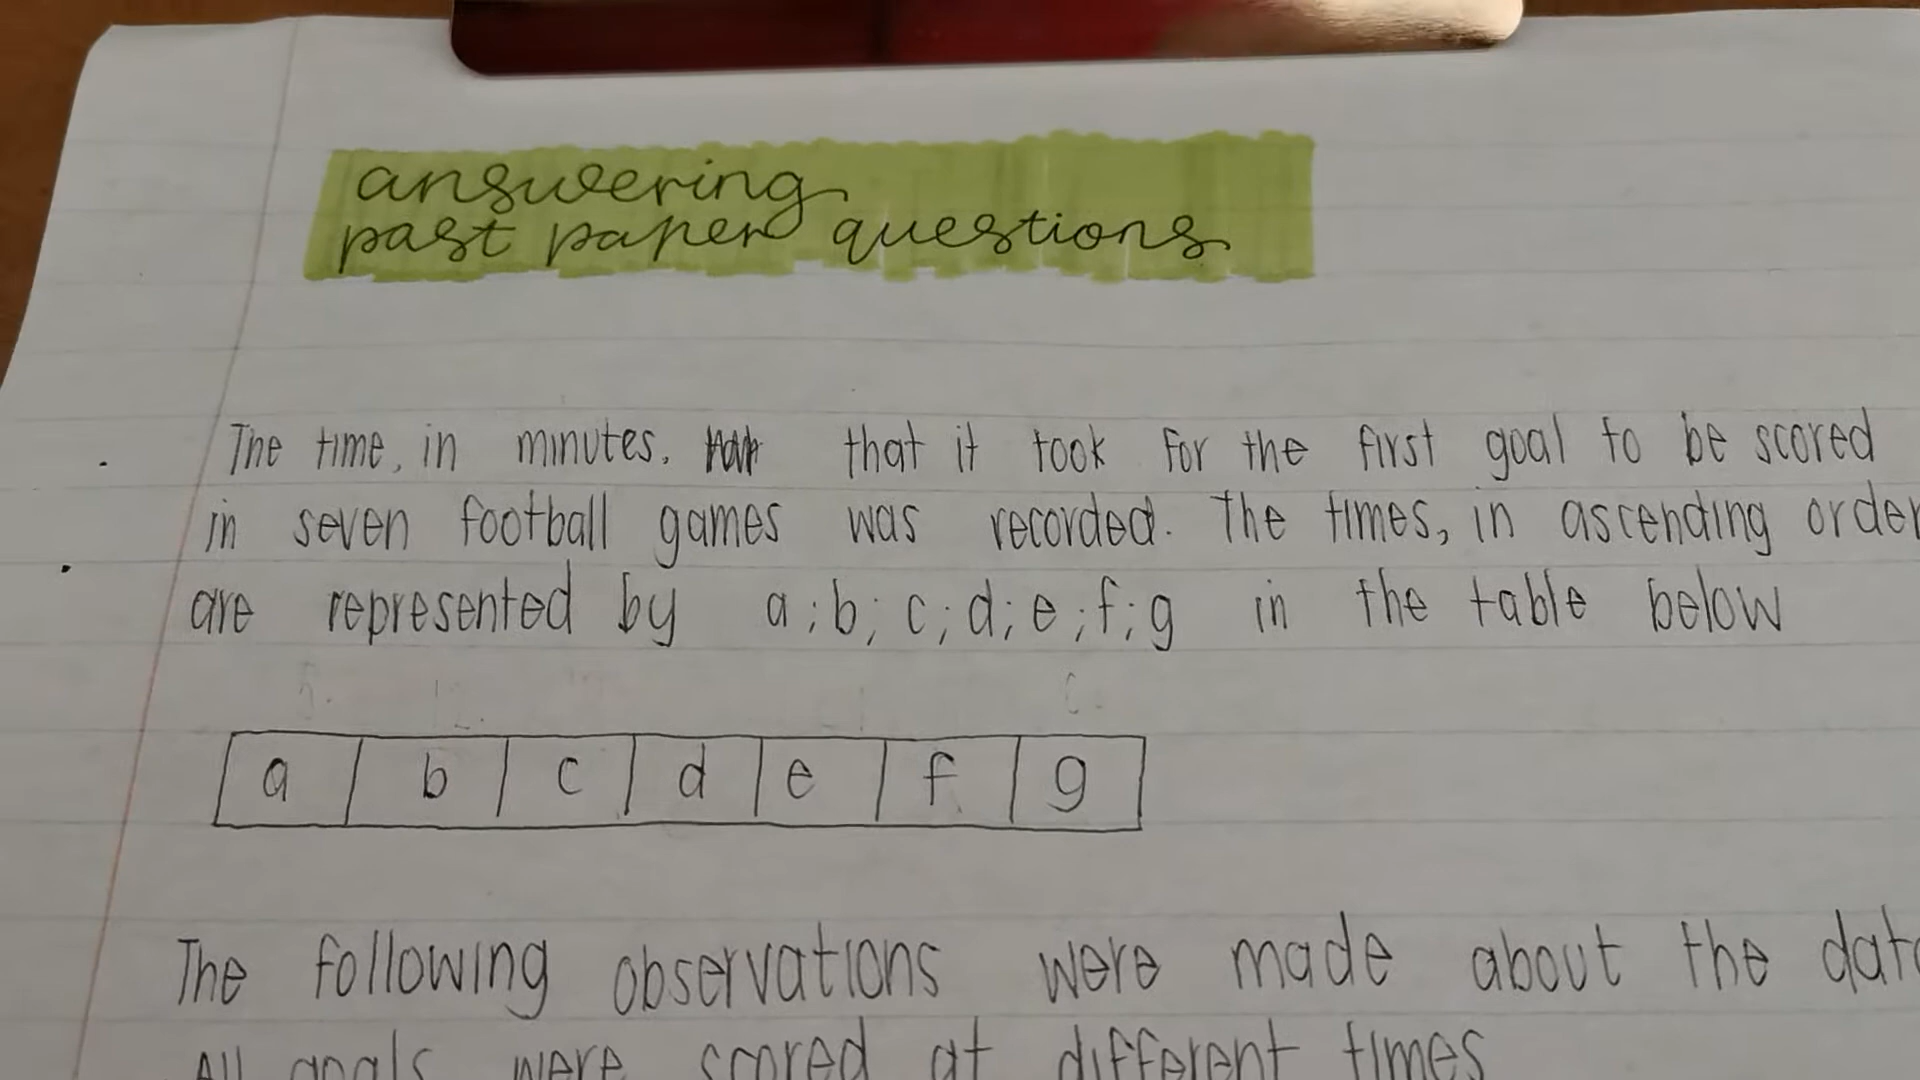 answering
past paper questions
The time, in minutes, that it took for the first goal to be scored
in seven football games was recorded. The times, in ascending order
are represented by a ; b ; c ; d ; e ; f ; g in the table below
a b c d e f g
The following observations were made about the data
All goals were scored at different times